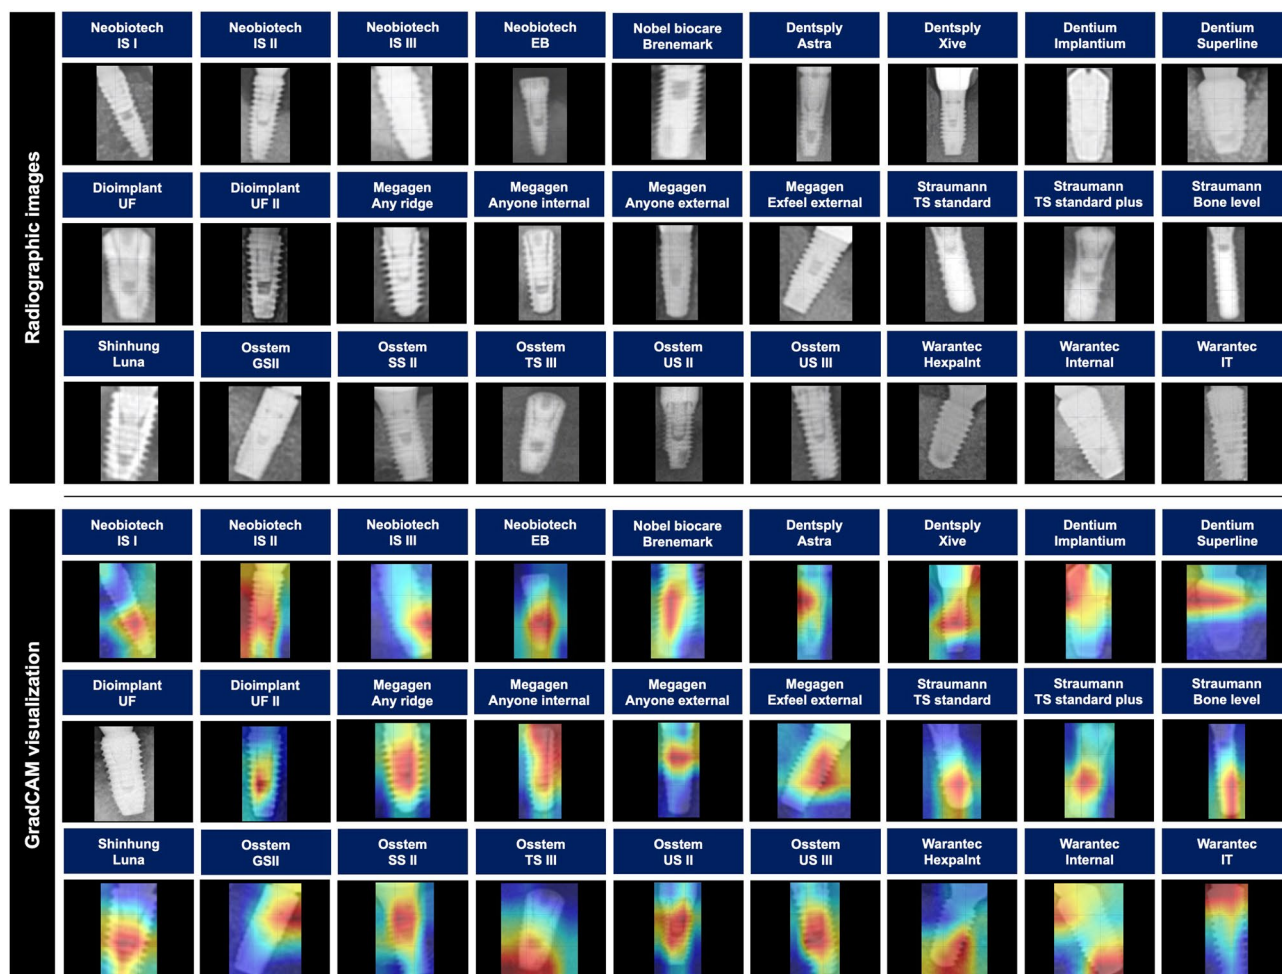 Radiographic images
Neobiotech
IS I
Neobiotech
IS II
Neobiotech
IS III
Neobiotech
EB
Nobel biocare
Brenemark
Dentsply
Astra
Dentsply
Xive
Dentium
Implantium
Dentium
Superline
Dioimplant
UF
Dioimplant
UF II
Megagen
Any ridge
Megagen
Anyone internal
Megagen
Anyone external
Megagen
Exfeel external
Straumann
TS standard
Straumann
TS standard plus
Straumann
Bone level
Shinhung
Luna
Osstem
GSII
Osstem
SS II
Osstem
TS III
Osstem
US II
Osstem
US III
Warantec
Hexplaint
Warantec
Internal
Warantec
IT
GradCAM visualization
Neobiotech
IS I
Neobiotech
IS II
Neobiotech
IS III
Neobiotech
EB
Nobel biocare
Brenemark
Dentsply
Astra
Dentsply
Xive
Dentium
Implantium
Dentium
Superline
Dioimplant
UF
Dioimplant
UF II
Megagen
Any ridge
Megagen
Anyone internal
Megagen
Anyone external
Megagen
Exfeel external
Straumann
TS standard
Straumann
TS standard plus
Straumann
Bone level
Shinhung
Luna
Osstem
GSII
Osstem
SS II
Osstem
TS III
Osstem
US II
Osstem
US III
Warantec
Hexplaint
Warantec
Internal
Warantec
IT